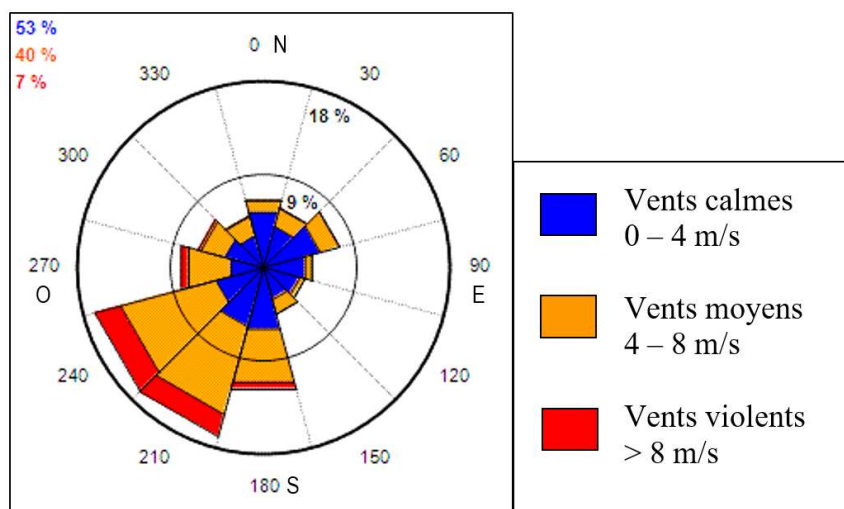 53 %
40 %
7 %
0 N
330
30
18 %
300
60
9 %
270
O
90
E
240
120
210
150
180 S
Vents calmes
0 – 4 m/s
Vents moyens
4 – 8 m/s
Vents violents
> 8 m/s